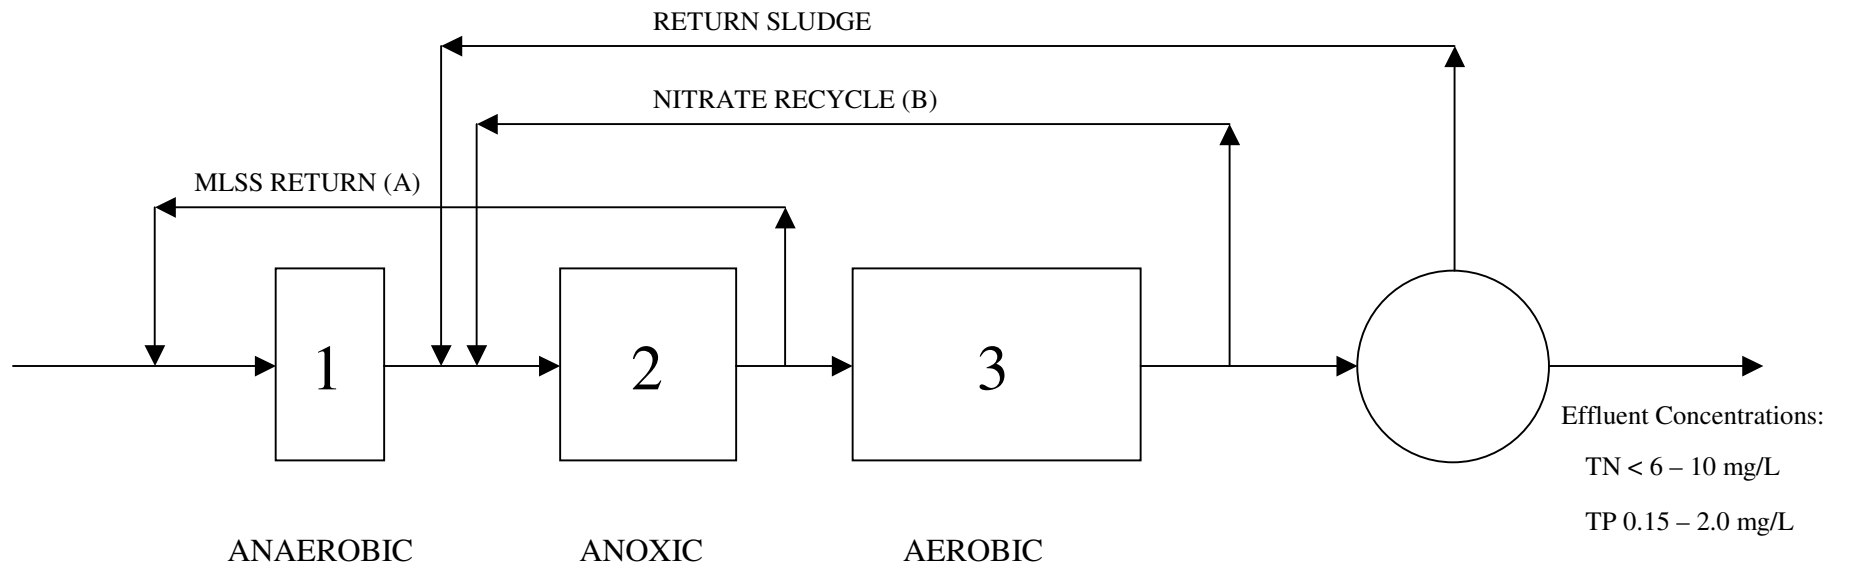 RETURN SLUDGE
NITRATE RECYCLE (B)
MLSS RETURN (A)
1
2
3
Effluent Concentrations:
TN < 6 – 10 mg/L
TP 0.15 – 2.0 mg/L
ANAEROBIC
ANOXIC
AEROBIC